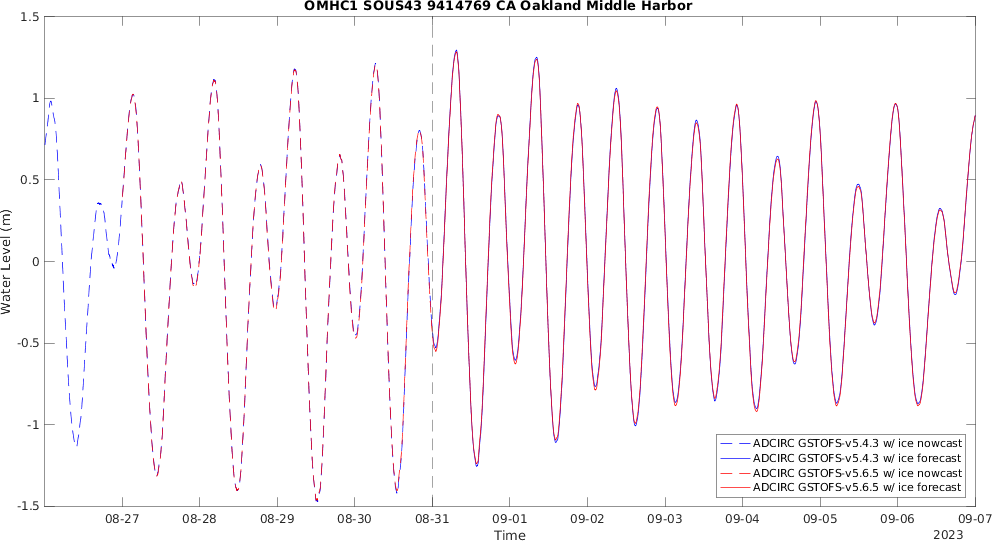 OMHC1 SOUS43 9414769 CA Oakland Middle Harbor
1.5
1
0.5
0
-0.5
-1
-1.5
Water Level (m)
ADCIRC GSTOFS-v5.4.3 w/ ice nowcast
ADCIRC GSTOFS-v5.4.3 w/ ice forecast
ADCIRC GSTOFS-v5.6.5 w/ ice nowcast
ADCIRC GSTOFS-v5.6.5 w/ ice forecast
08-27 08-28 08-29 08-30 08-31 09-01 09-02 09-03 09-04 09-05 09-06 09-07
Time 2023